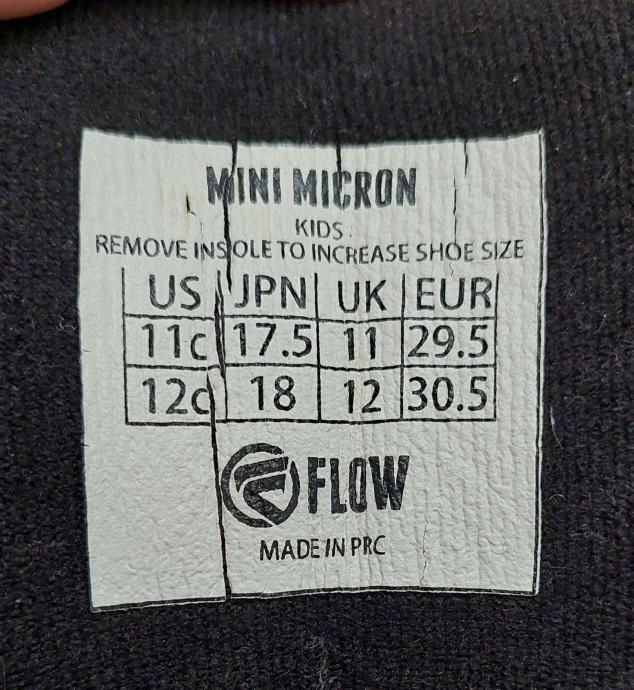 MINI MICRON
KIDS
REMOVE INSOLE TO INCREASE SHOE SIZE
US JPN UK EUR
11c 17.5 11 29.5
12c 18 12 30.5
FLOW
MADE IN PRC